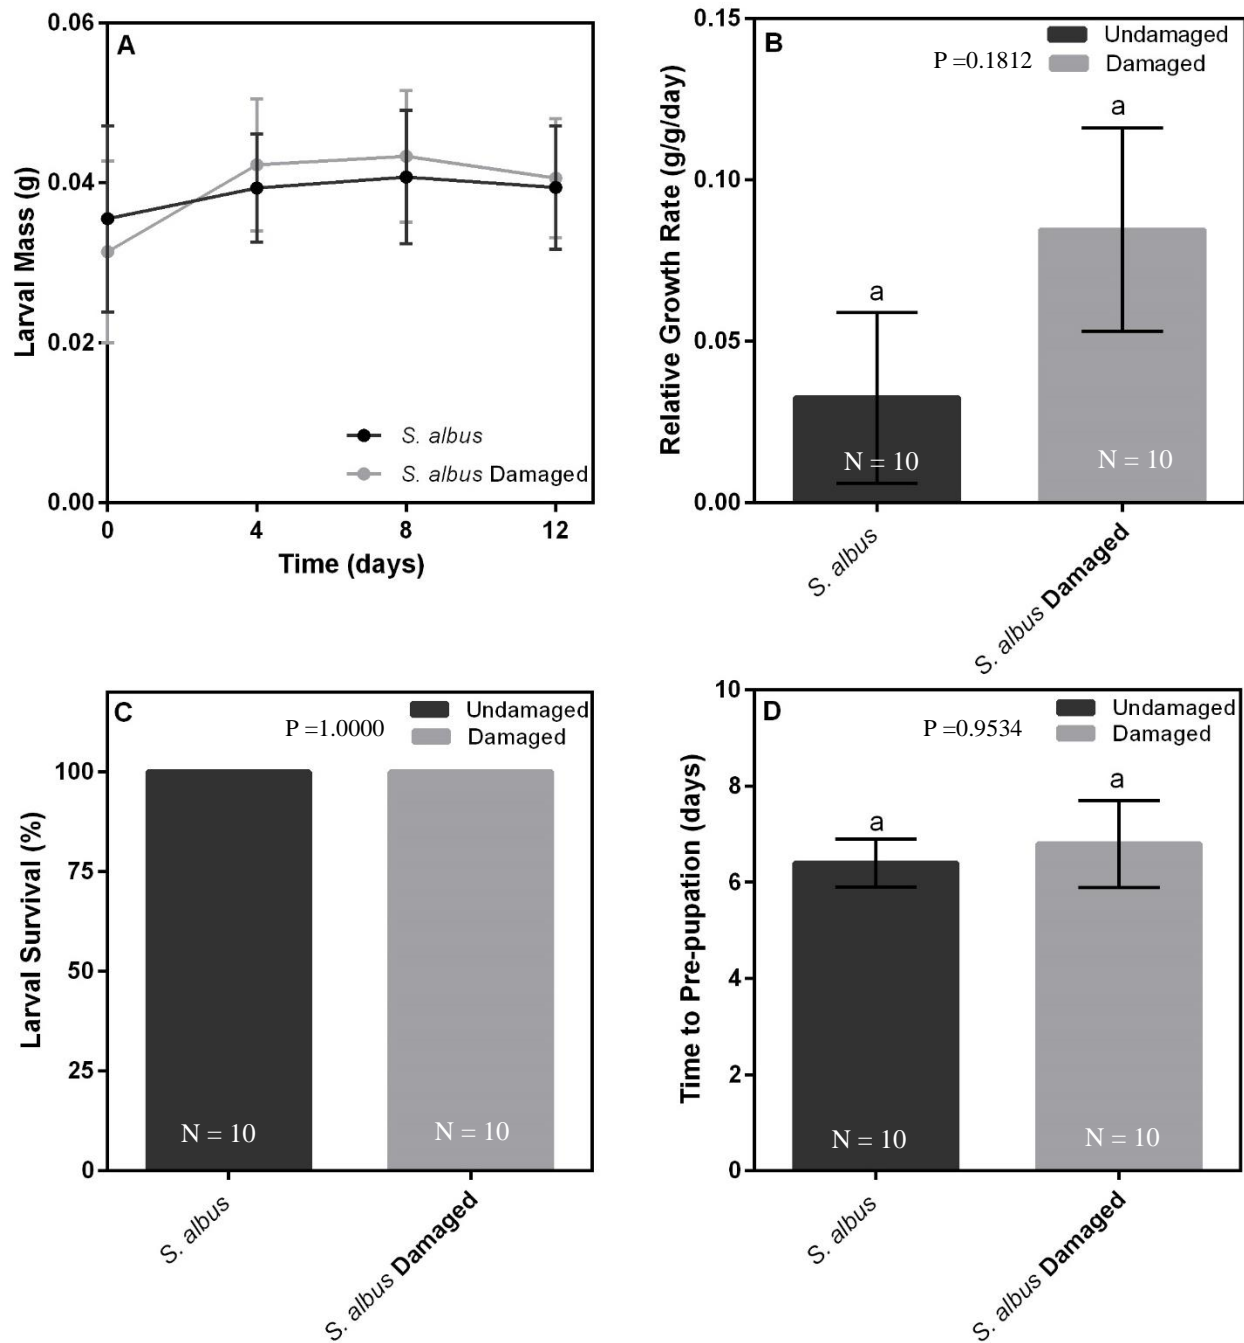 A
0.06
0.04
0.02
0.00
Larval Mass (g)
S. albus
S. albus Damaged
0 4 8 12
Time (days)
B
Undamaged
Damaged
P =0.1812
0.15
0.10
0.05
0.00
Relative Growth Rate (g/g/day)
a
a
N = 10
N = 10
S. albus
S. albus Damaged
C
Undamaged
Damaged
P =1.0000
100
75
50
25
0
Larval Survival (%)
N = 10
N = 10
S. albus
S. albus Damaged
D
Undamaged
Damaged
P =0.9534
10
8
6
4
2
0
Time to Pre-pupation (days)
a
a
N = 10
N = 10
S. albus
S. albus Damaged